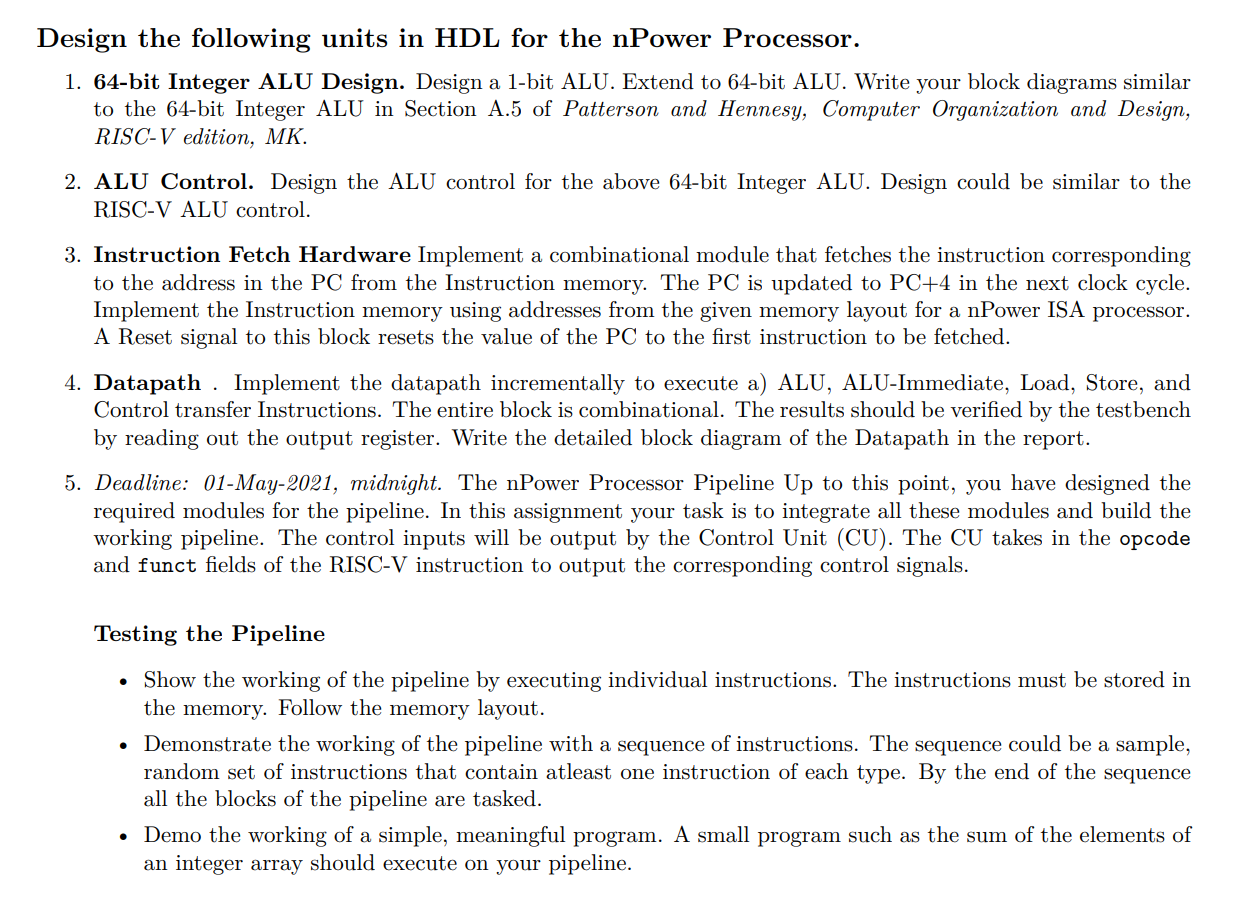 Design the following units in HDL for the nPower Processor.
1. 64-bit Integer ALU Design. Design a 1-bit ALU. Extend to 64-bit ALU. Write your block diagrams similar
to the 64-bit Integer ALU in Section A.5 of Patterson and Hennesy, Computer Organization and Design,
RISC-V edition, MK.
2. ALU Control. Design the ALU control for the above 64-bit Integer ALU. Design could be similar to the
RISC-V ALU control.
3. Instruction Fetch Hardware Implement a combinational module that fetches the instruction corresponding
to the address in the PC from the Instruction memory. The PC is updated to PC+4 in the next clock cycle.
Implement the Instruction memory using addresses from the given memory layout for a nPower ISA processor.
A Reset signal to this block resets the value of the PC to the first instruction to be fetched.
4. Datapath . Implement the datapath incrementally to execute a) ALU, ALU-Immediate, Load, Store, and
Control transfer Instructions. The entire block is combinational. The results should be verified by the testbench
by reading out the output register. Write the detailed block diagram of the Datapath in the report.
5. Deadline: 01-May-2021, midnight. The nPower Processor Pipeline Up to this point, you have designed the
required modules for the pipeline. In this assignment your task is to integrate all these modules and build the
working pipeline. The control inputs will be output by the Control Unit (CU). The CU takes in the opcode
and funct fields of the RISC-V instruction to output the corresponding control signals.
Testing the Pipeline
• Show the working of the pipeline by executing individual instructions. The instructions must be stored in
the memory. Follow the memory layout.
• Demonstrate the working of the pipeline with a sequence of instructions. The sequence could be a sample,
random set of instructions that contain atleast one instruction of each type. By the end of the sequence
all the blocks of the pipeline are tasked.
• Demo the working of a simple, meaningful program. A small program such as the sum of the elements of
an integer array should execute on your pipeline.